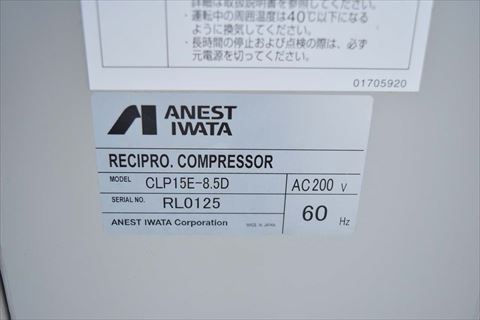 詳細は取扱説明書を参照してください。
・運転中の周囲温度は40℃以下になる
ように換気してください。
・長時間の停止および点検の際は、必ず
元電源を切ってください。
01705920
ANEST
IWATA
RECIPRO. COMPRESSOR
MODEL CLP15E-8.5D AC 200 V
SERIAL NO. RL0125 60 Hz
ANEST IWATA Corporation MADE IN JAPAN